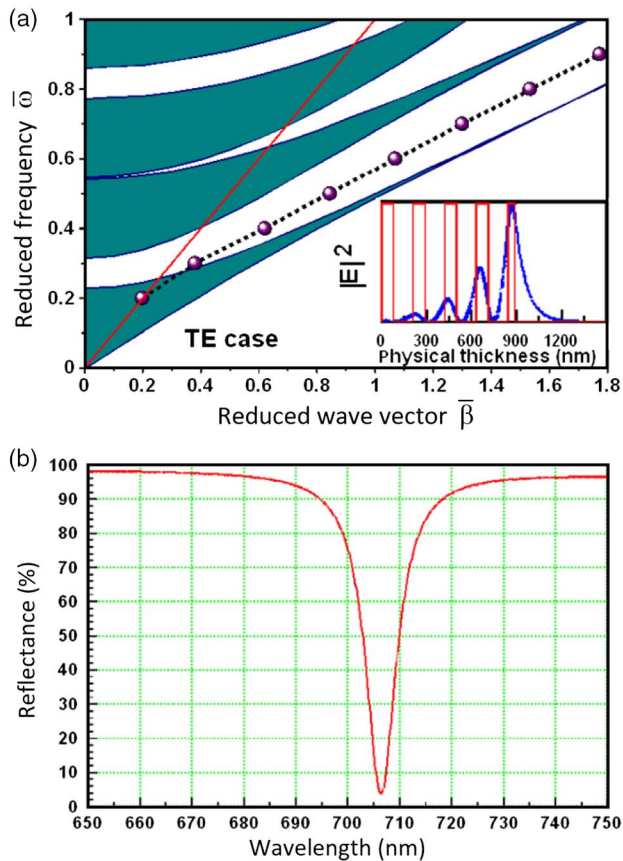 (a)
Reduced frequency ω̅
1
0.8
0.6
0.4
0.2
0
TE case
|E|²
0 300 600 900 1200
Physical thickness (nm)
0 0.2 0.4 0.6 0.8 1 1.2 1.4 1.6 1.8
Reduced wave vector β̅
(b)
Reflectance (%)
100
90
80
70
60
50
40
30
20
10
0
650 660 670 680 690 700 710 720 730 740 750
Wavelength (nm)